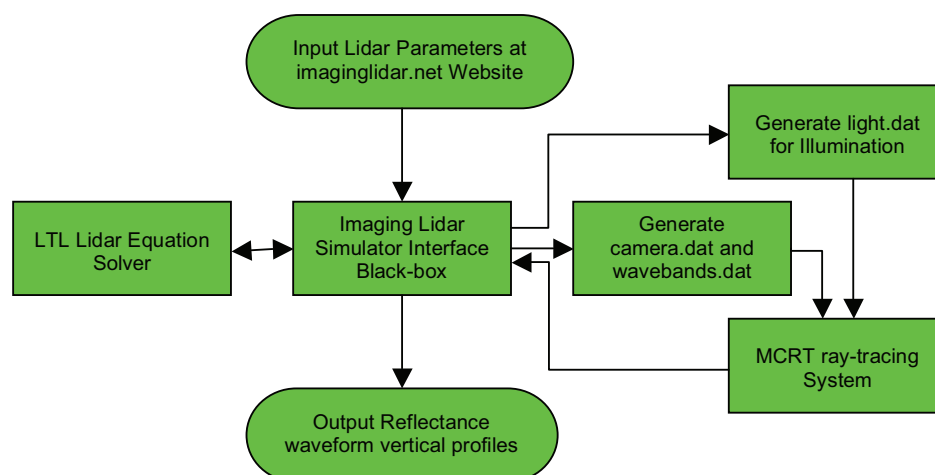 Input Lidar Parameters at
imaginglidar.net Website
Generate light.dat
for Illumination
LTL Lidar Equation
Solver
Imaging Lidar
Simulator Interface
Black-box
Generate
camera.dat and
wavebands.dat
MCRT ray-tracing
System
Output Reflectance
waveform vertical profiles